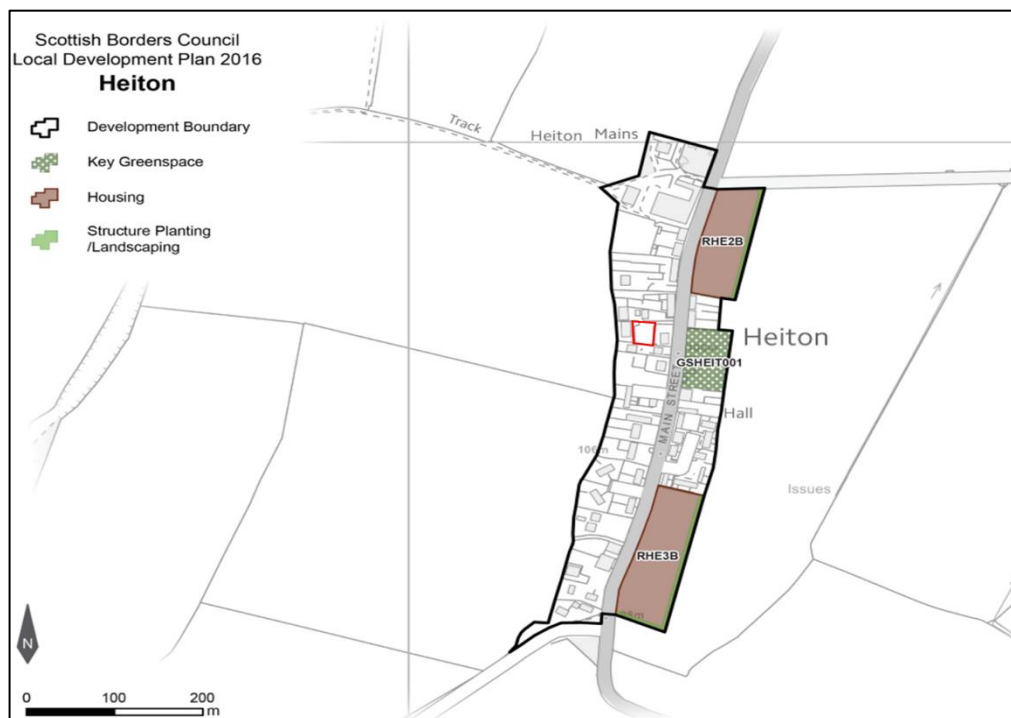 Scottish Borders Council
Local Development Plan 2016
Heiton
Development Boundary
Key Greenspace
Housing
Structure Planting
/Landscaping
Track
Heiton Mains
RHE2B
Heiton
GSHEIT001
MAIN STREET
Hall
106m
Issues
RHE3B
N
0 100 200
m